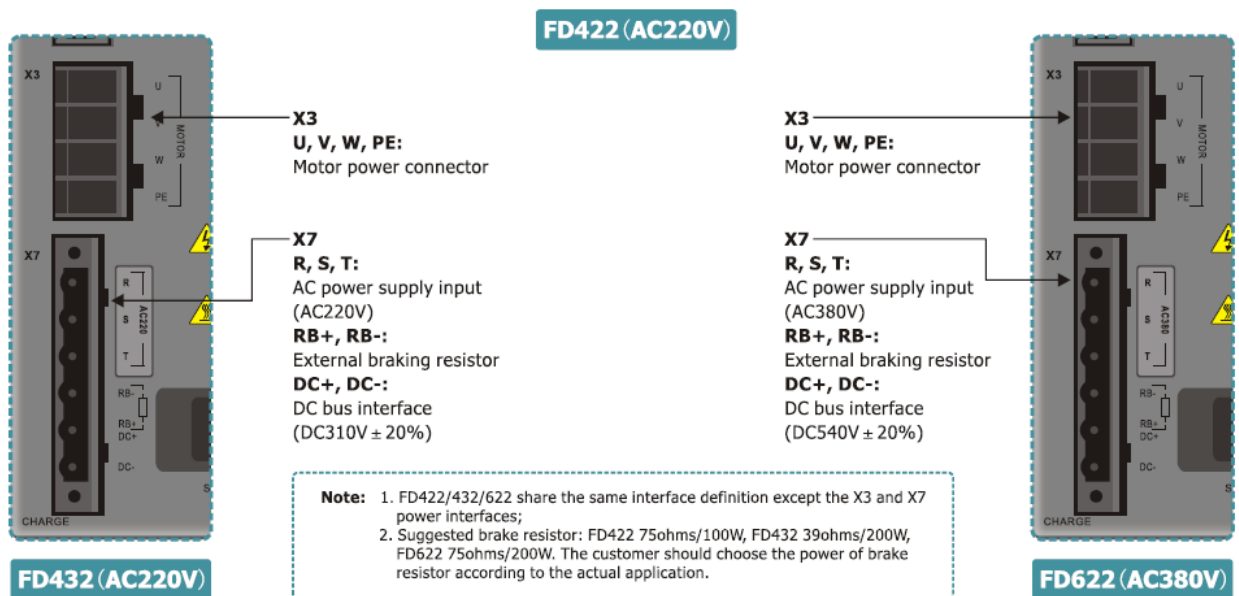 FD422(AC220V)
X3
U
V
W
PE
MOTOR
X7
R
S
T
AC220
RB-
RB+
DC+
DC-
S
CHARGE
FD432(AC220V)
X3
U, V, W, PE:
Motor power connector
X7
R, S, T:
AC power supply input
(AC220V)
RB+, RB-:
External braking resistor
DC+, DC-:
DC bus interface
(DC310V ± 20%)
X3
U, V, W, PE:
Motor power connector
X7
R, S, T:
AC power supply input
(AC380V)
RB+, RB-:
External braking resistor
DC+, DC-:
DC bus interface
(DC540V ± 20%)
X3
U
V
W
PE
MOTOR
X7
R
S
T
AC380
RB-
RB+
DC+
DC-
S
CHARGE
FD622(AC380V)
Note: 1. FD422/432/622 share the same interface definition except the X3 and X7
power interfaces;
2. Suggested brake resistor: FD422 75ohms/100W, FD432 39ohms/200W,
FD622 75ohms/200W. The customer should choose the power of brake
resistor according to the actual application.